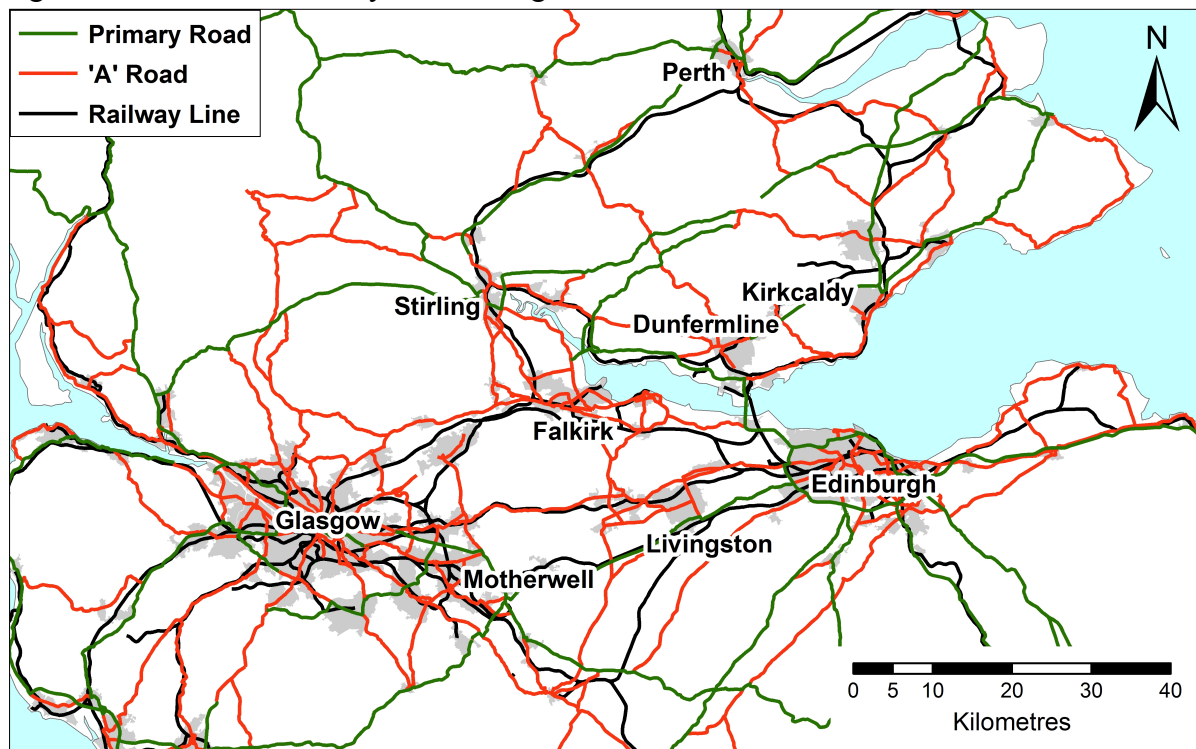 Primary Road
'A' Road
Railway Line
N
Perth
Stirling
Kirkcaldy
Dunfermline
Falkirk
Edinburgh
Glasgow
Livingston
Motherwell
0 5 10 20 30 40
Kilometres